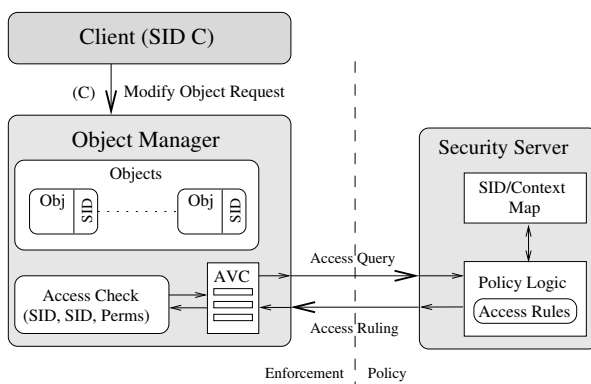 Client (SID C)
(C) Modify Object Request
Object Manager
Objects
Obj SID Obj SID
Access Check
(SID, SID, Perms)
AVC
Access Query
Access Ruling
Security Server
SID/Context
Map
Policy Logic
Access Rules
Enforcement Policy